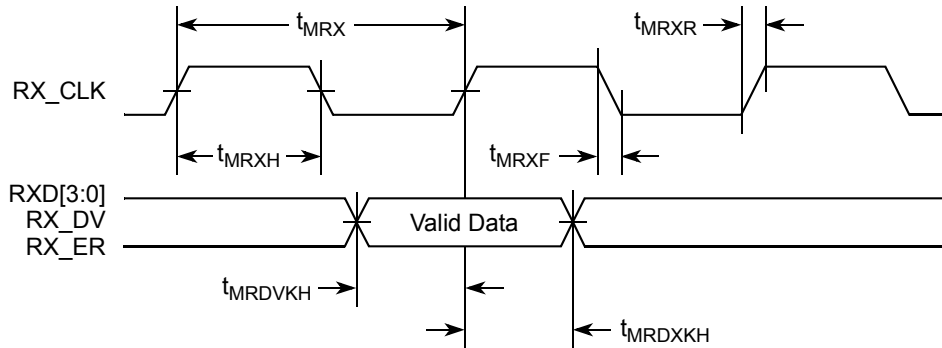 tMRX
tMRXR
RX_CLK
tMRXH
tMRXF
RXD[3:0]
RX_DV
RX_ER
Valid Data
tMRDVKH
tMRDXKH